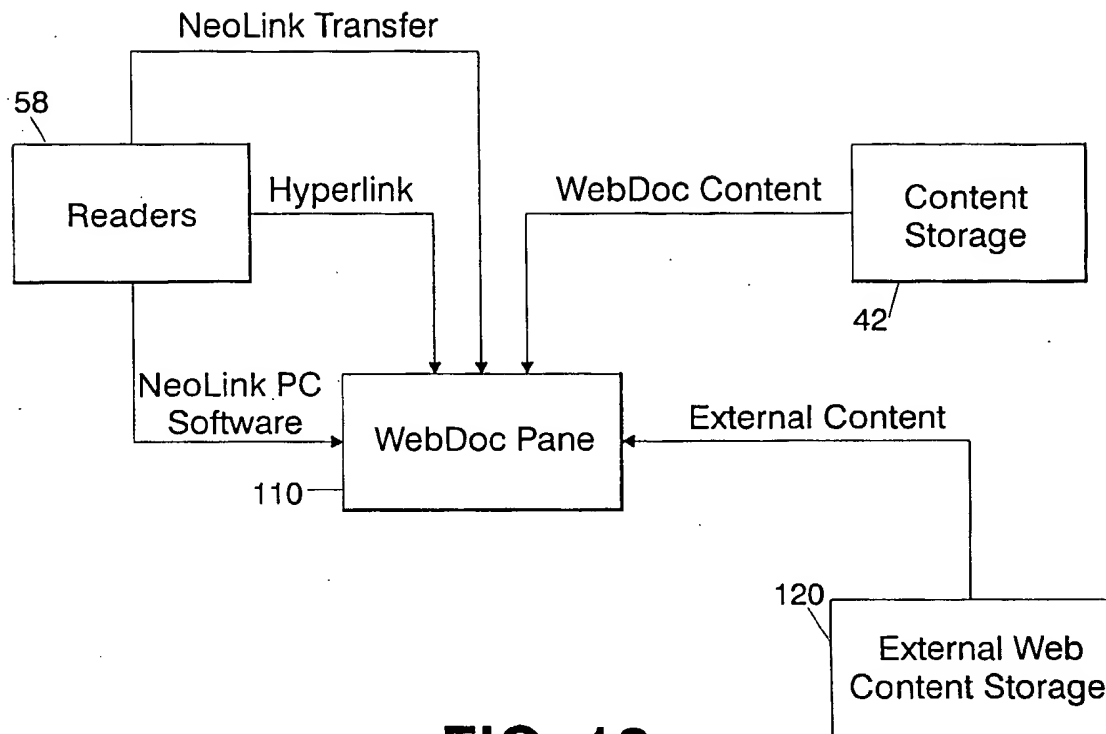 NeoLink Transfer
58
Readers
Hyperlink
WebDoc Content
Content
Storage
42
NeoLink PC
Software
WebDoc Pane
110
External Content
120
External Web
Content Storage